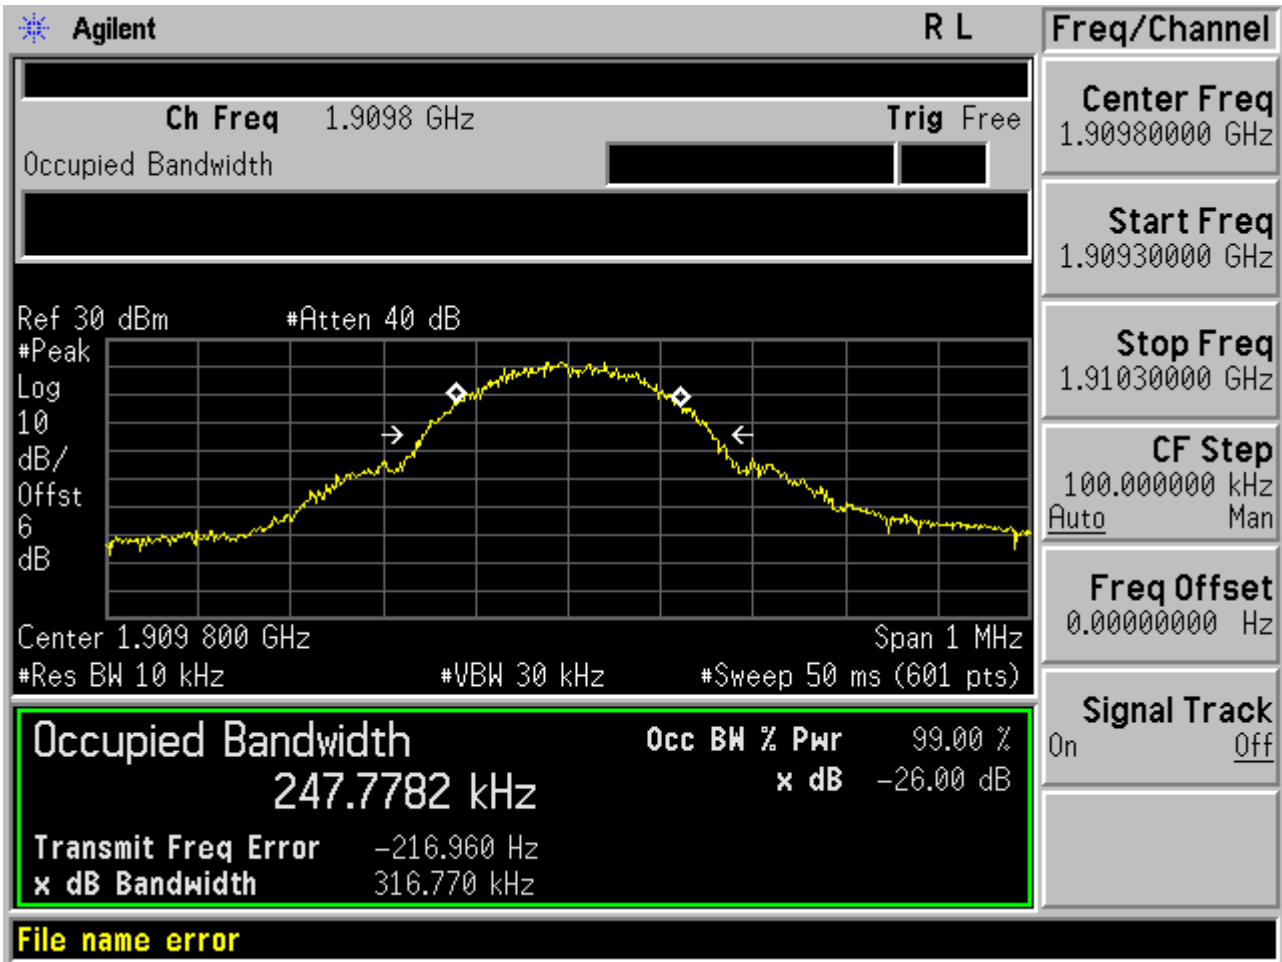 Agilent R L Freq/Channel
Ch Freq 1.9098 GHz Trig Free
Occupied Bandwidth
Center Freq
1.90980000 GHz
Start Freq
1.90930000 GHz
Stop Freq
1.91030000 GHz
CF Step
100.000000 kHz
Auto Man
Freq Offset
0.00000000 Hz
Signal Track
On Off
Ref 30 dBm #Atten 40 dB
#Peak
Log
10
dB/
Offst
6
dB
Center 1.909 800 GHz Span 1 MHz
#Res BW 10 kHz #VBW 30 kHz #Sweep 50 ms (601 pts)
Occupied Bandwidth
247.7782 kHz
Occ BW % Pwr 99.00 %
x dB -26.00 dB
Transmit Freq Error -216.960 Hz
x dB Bandwidth 316.770 kHz
File name error